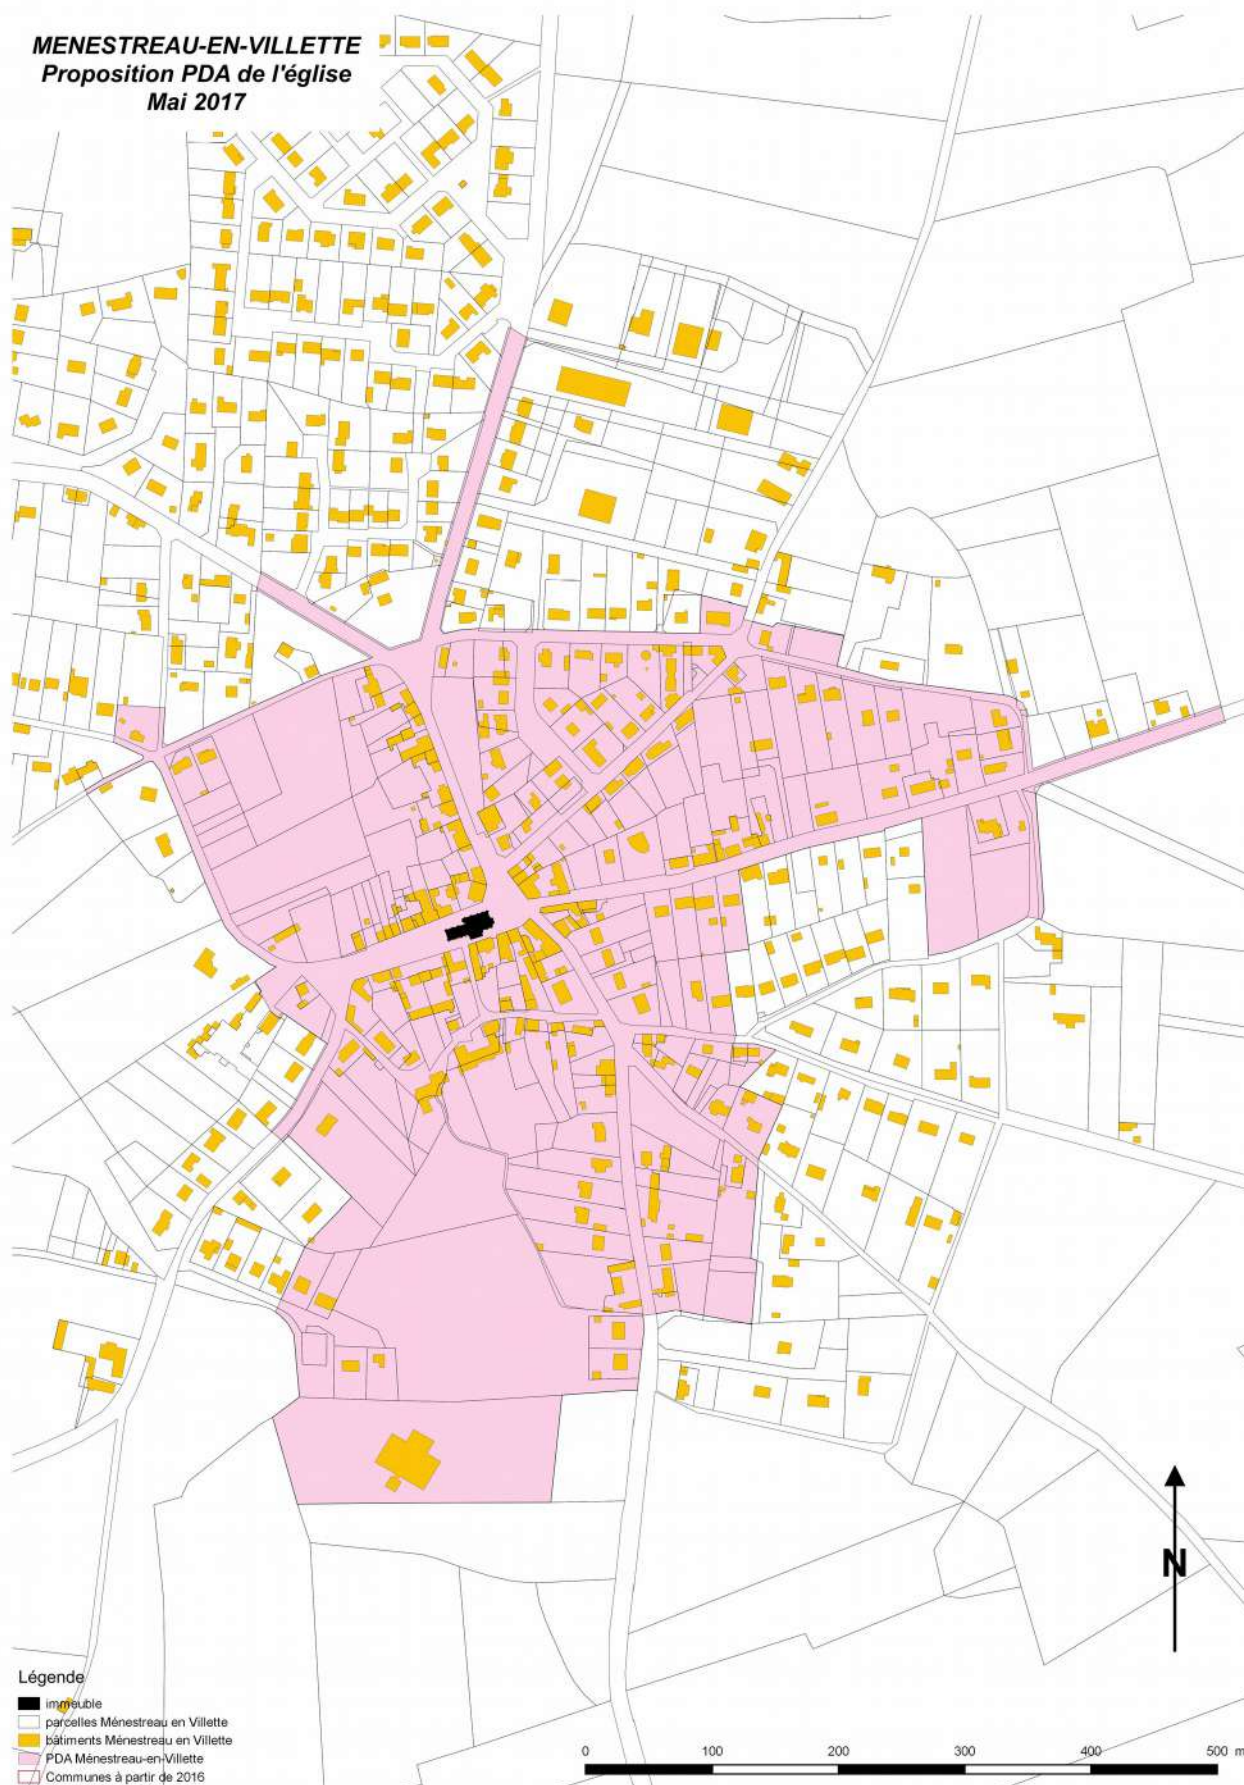 MENESTREAU-EN-VILLETTE
Proposition PDA de l'église
Mai 2017
N
Légende
immeuble
parcelles Ménestreau en Villette
bâtiments Ménestreau en Villette
PDA Ménestreau-en-Villette
Communes à partir de 2016
0 100 200 300 400 500 m